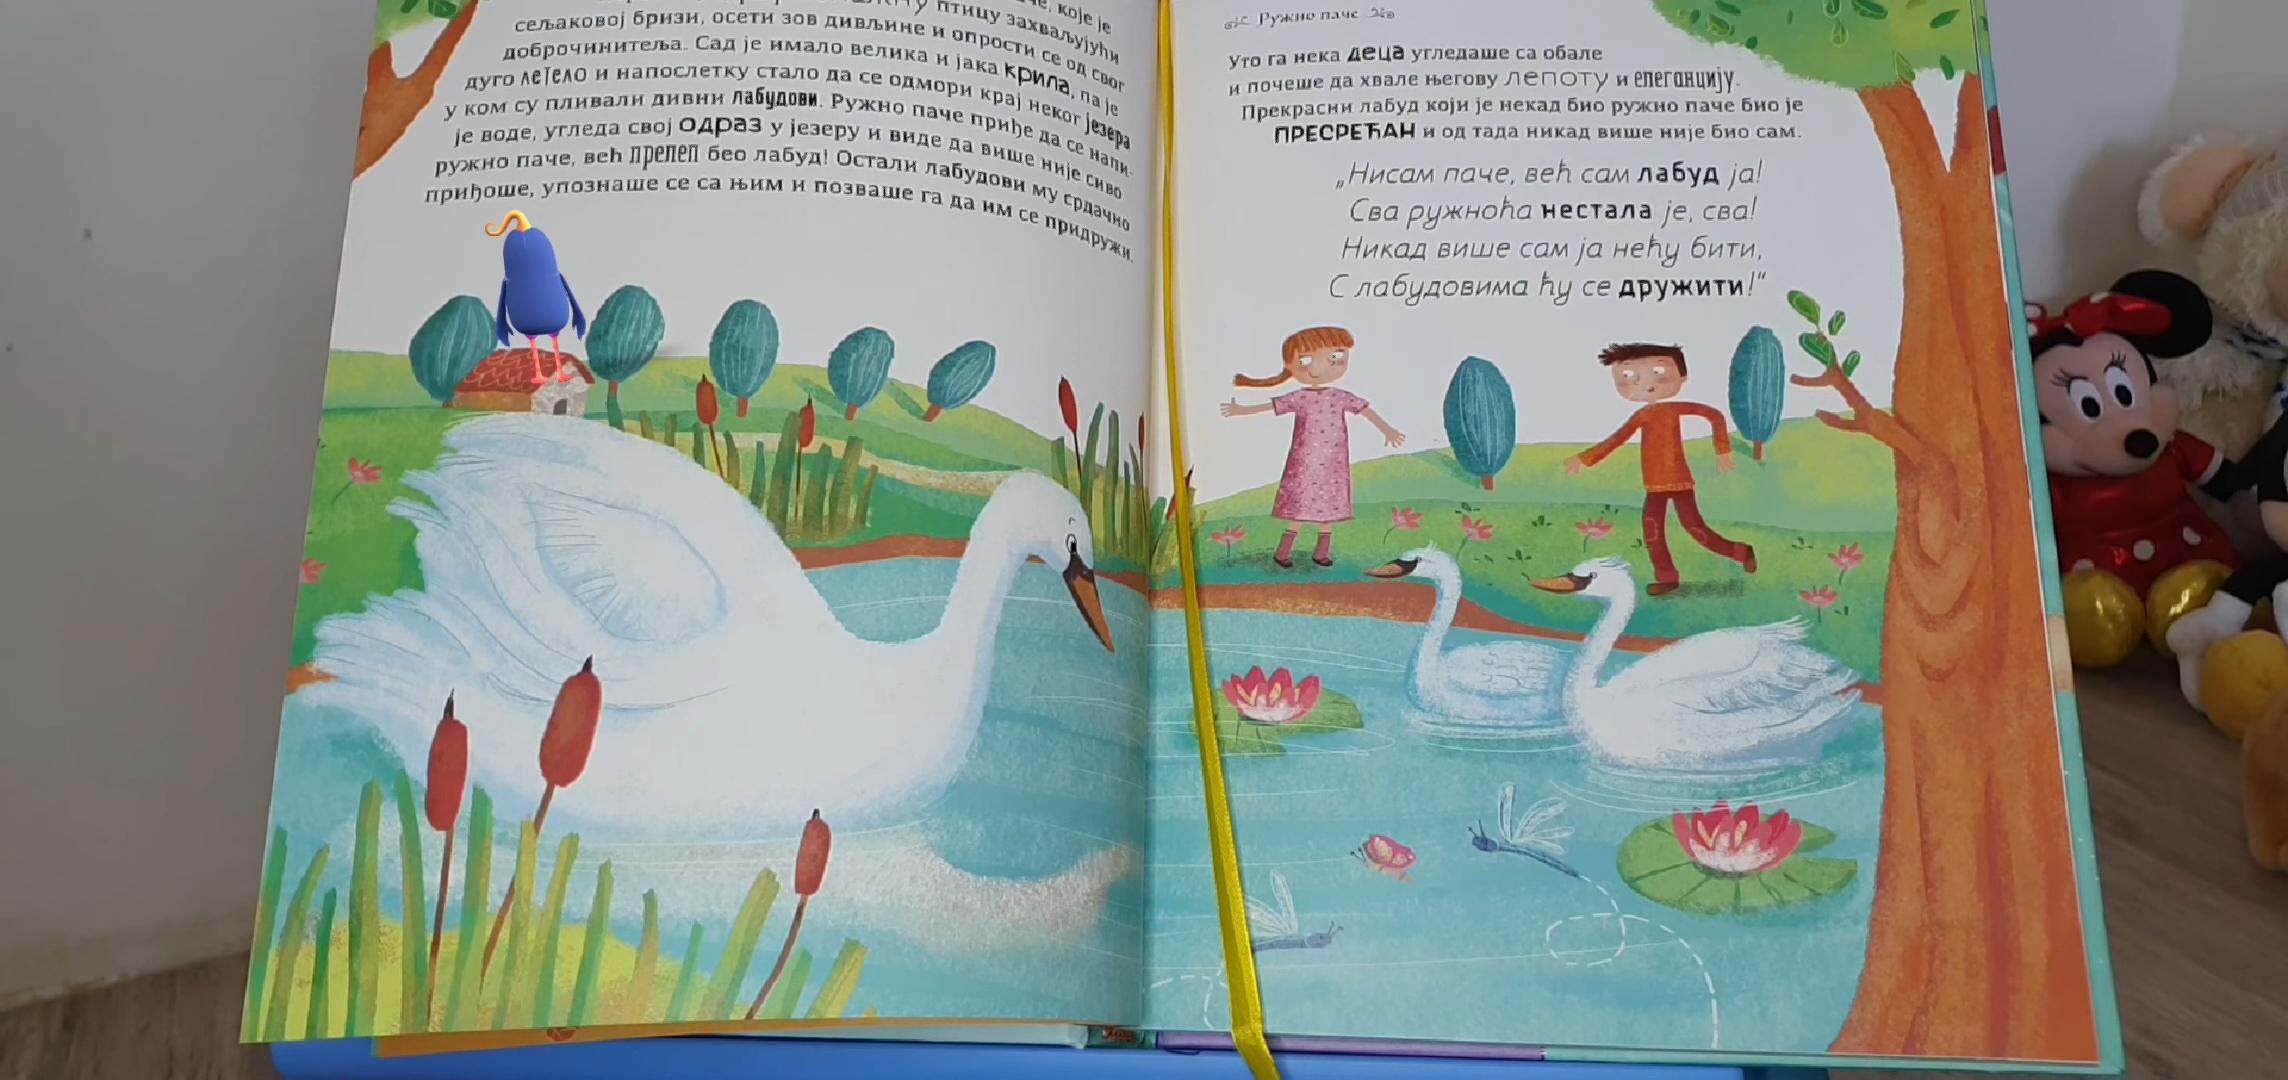 птицу захваљујући
сељаковој бризи, осети зов дивљине и опрости се од свог
доброчинитеља. Сад је имало велика и јака крила, па је
дуго летело и напослетку стало да се одмори крај неког језера
у ком су пливали дивни лабудови. Ружно паче приђе да се напи-
је воде, угледа свој одраз у језеру и виде да више није сиво
ружно паче, већ прелеп бео лабуд! Остали лабудови му срдачно
приђоше, упознаше се са њим и позваше га да им се придружи.
Ружно паче
Уто га нека деца угледаше са обале
и почеше да хвале његову лепоту и елеганцију.
Прекрасни лабуд који је некад био ружно паче био је
ПРЕСРЕЋАН и од тада никад више није био сам.
„Нисам паче, већ сам лабуд ја!
Сва ружноћа нестала је, сва!
Никад више сам ја нећу бити,
С лабудовима ћу се дружити!“